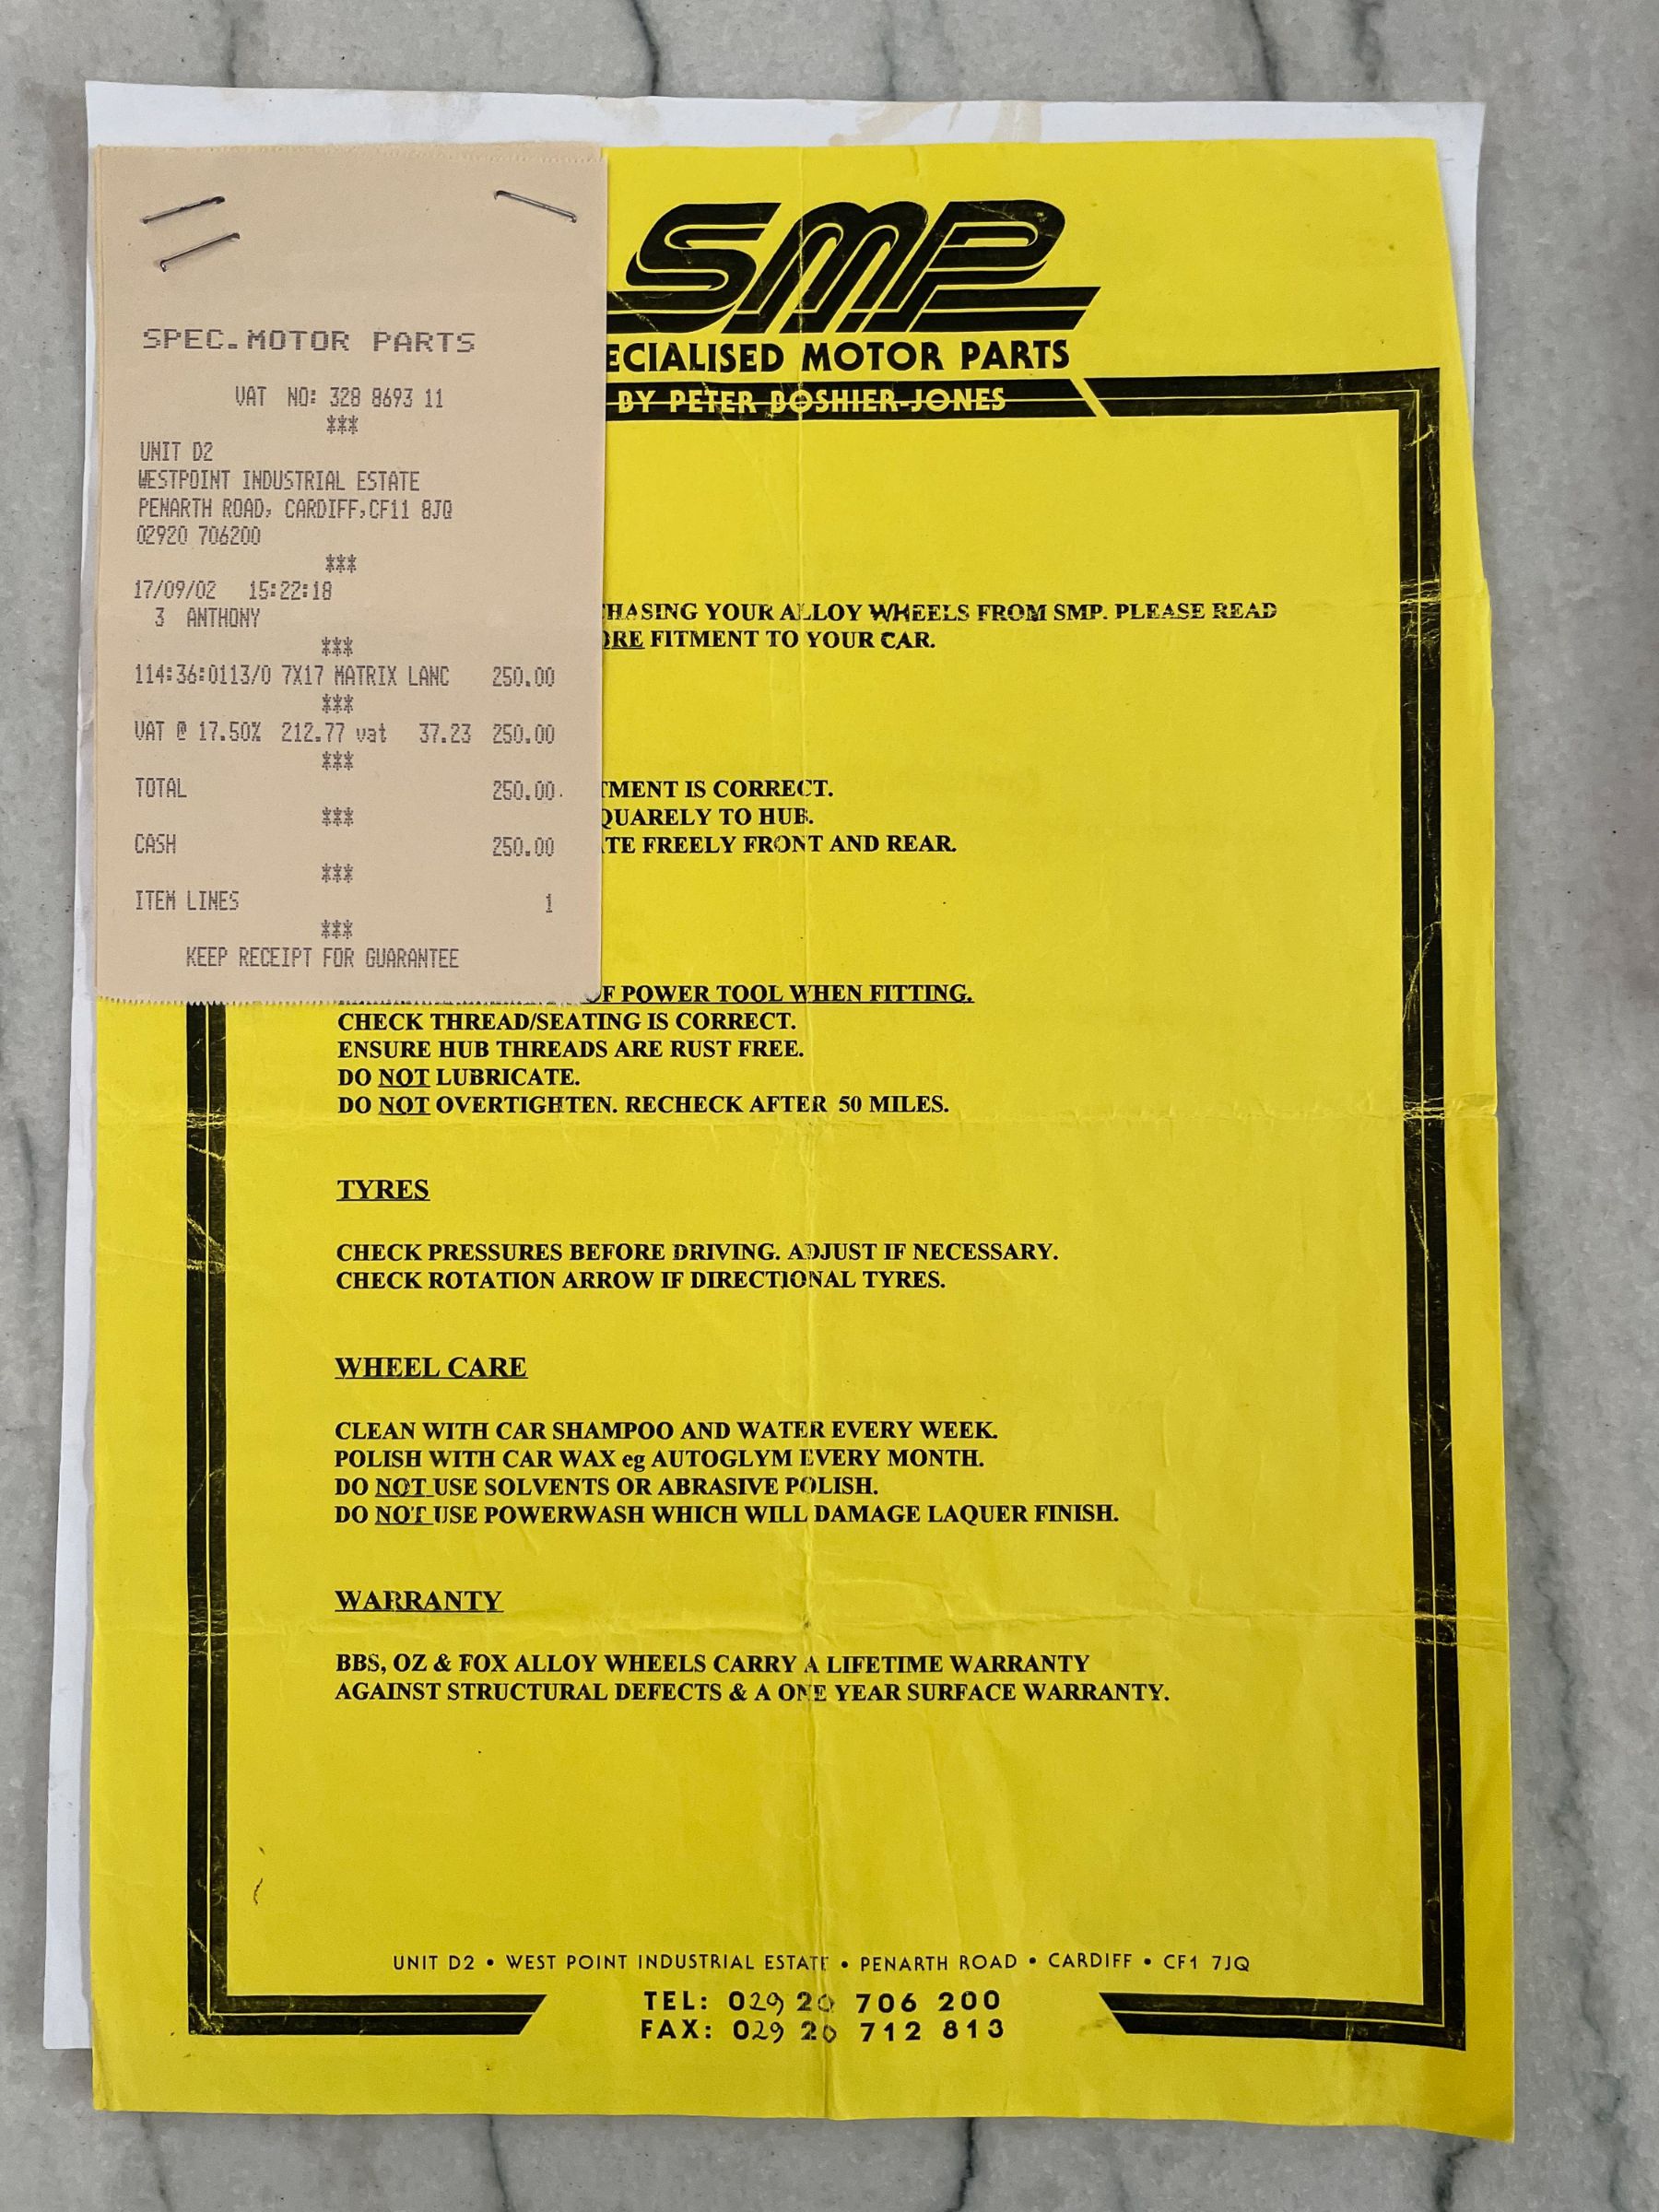 SPEC.MOTOR PARTS
VAT NO: 328 8693 11
***
UNIT D2
WESTPOINT INDUSTRIAL ESTATE
PENARTH ROAD, CARDIFF,CF11 8JQ
02920 706200
***
17/09/02 15:22:18
3 ANTHONY
***
114:36:0113/0 7X17 MATRIX LANC 250.00
***
VAT @ 17.50% 212.77 vat 37.23 250.00
***
TOTAL 250.00
***
CASH 250.00
***
ITEM LINES 1
***
KEEP RECEIPT FOR GUARANTEE
SMP
ECIALISED MOTOR PARTS
BY PETER BOSHIER-JONES
HASING YOUR ALLOY WHEELS FROM SMP. PLEASE READ
RE FITMENT TO YOUR CAR.
TMENT IS CORRECT.
QUARELY TO HUB.
TE FREELY FRONT AND REAR.
OF POWER TOOL WHEN FITTING.
CHECK THREAD/SEATING IS CORRECT.
ENSURE HUB THREADS ARE RUST FREE.
DO NOT LUBRICATE.
DO NOT OVERTIGHTEN. RECHECK AFTER 50 MILES.
TYRES
CHECK PRESSURES BEFORE DRIVING. ADJUST IF NECESSARY.
CHECK ROTATION ARROW IF DIRECTIONAL TYRES.
WHEEL CARE
CLEAN WITH CAR SHAMPOO AND WATER EVERY WEEK.
POLISH WITH CAR WAX eg AUTOGLYM EVERY MONTH.
DO NOT USE SOLVENTS OR ABRASIVE POLISH.
DO NOT USE POWERWASH WHICH WILL DAMAGE LAQUER FINISH.
WARRANTY
BBS, OZ & FOX ALLOY WHEELS CARRY A LIFETIME WARRANTY
AGAINST STRUCTURAL DEFECTS & A ONE YEAR SURFACE WARRANTY.
UNIT D2 • WEST POINT INDUSTRIAL ESTATE • PENARTH ROAD • CARDIFF • CF1 7JQ
TEL: 029 20 706 200
FAX: 029 20 712 813